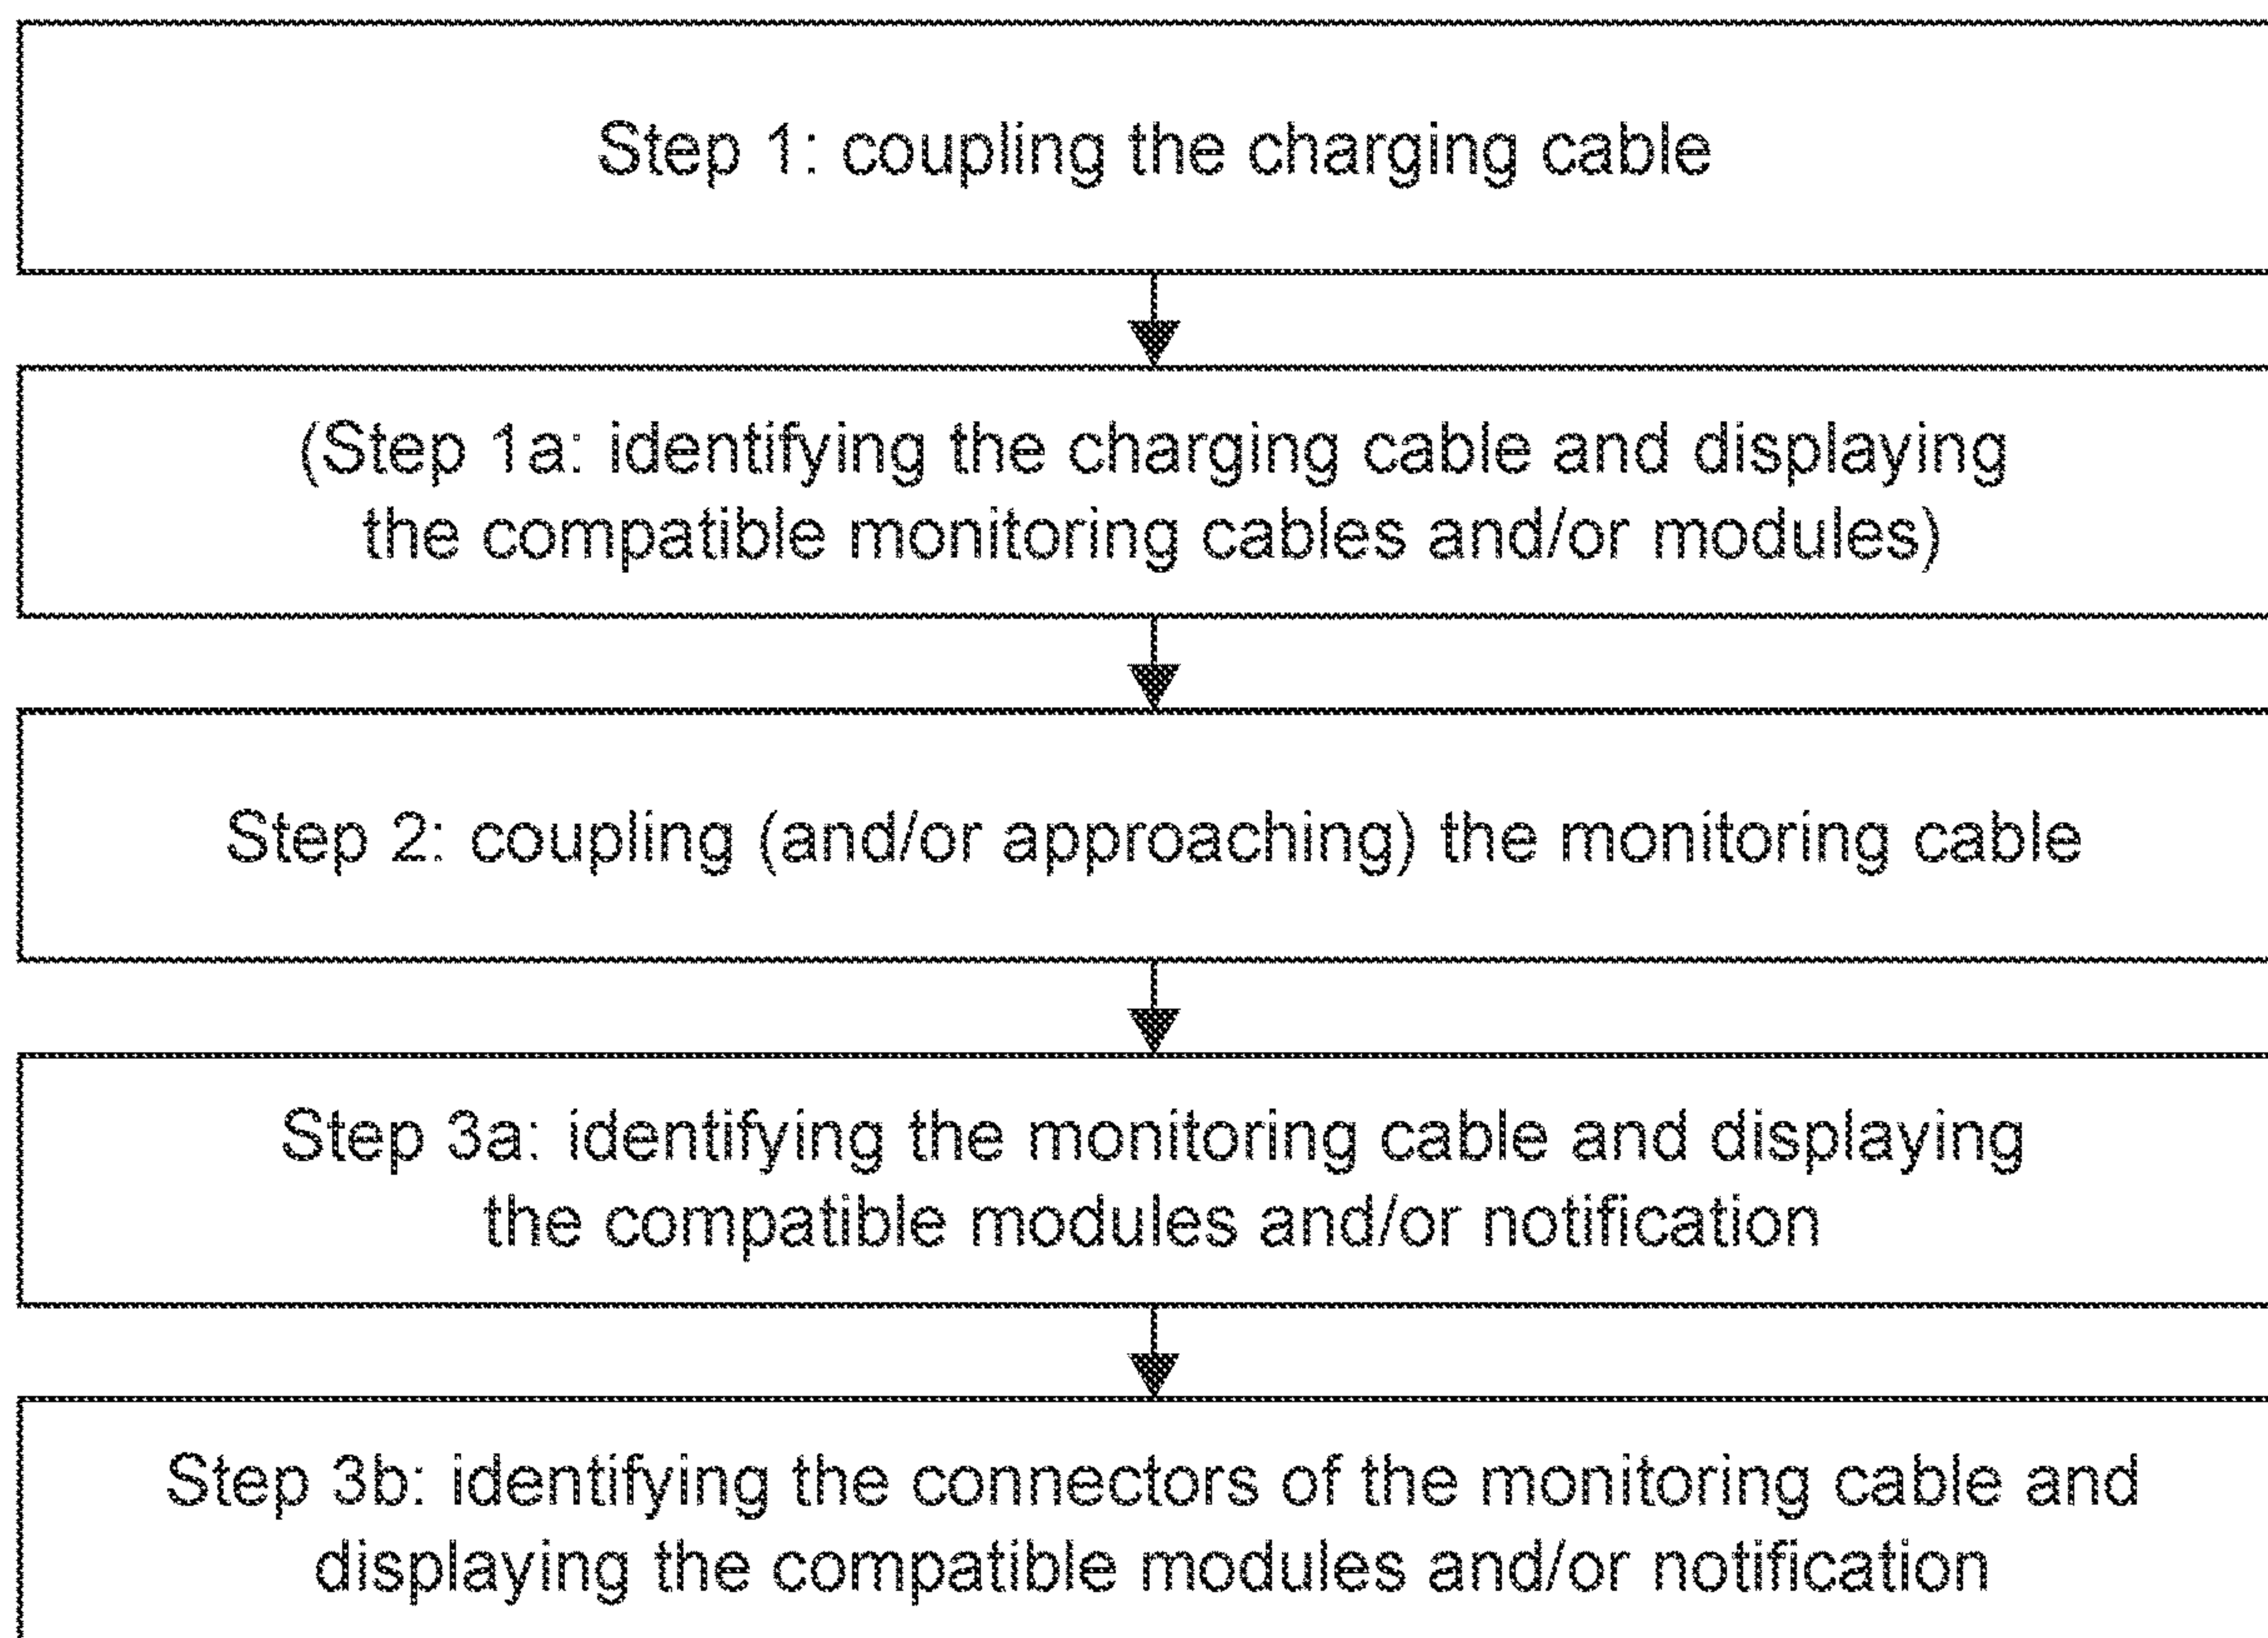 Step 1: coupling the charging cable
(Step 1a: identifying the charging cable and displaying
the compatible monitoring cables and/or modules)
Step 2: coupling (and/or approaching) the monitoring cable
Step 3a: identifying the monitoring cable and displaying
the compatible modules and/or notification
Step 3b: identifying the connectors of the monitoring cable and
displaying the compatible modules and/or notification